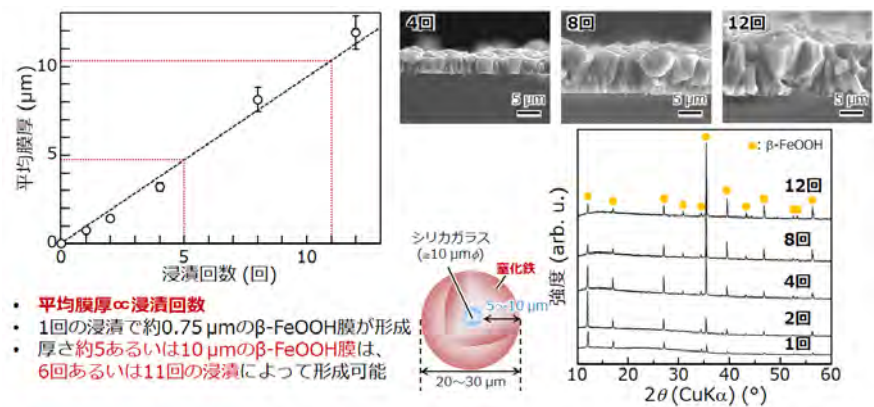 10
5
0
0
5
10
平均膜厚 (μm)
浸漬回数 (回)
4回
5 μm
8回
5 μm
12回
5 μm
• 平均膜厚∝浸漬回数
• 1回の浸漬で約0.75 μmのβ-FeOOH膜が形成
• 厚さ約5あるいは10 μmのβ-FeOOH膜は、
6回あるいは11回の浸漬によって形成可能
シリカガラス
(≅10 μmφ)
窒化鉄
5～10 μm
20～30 μm
: β-FeOOH
12回
8回
4回
2回
1回
強度 (arb. u.)
10
20
30
40
50
60
2θ (CuKα) (°)